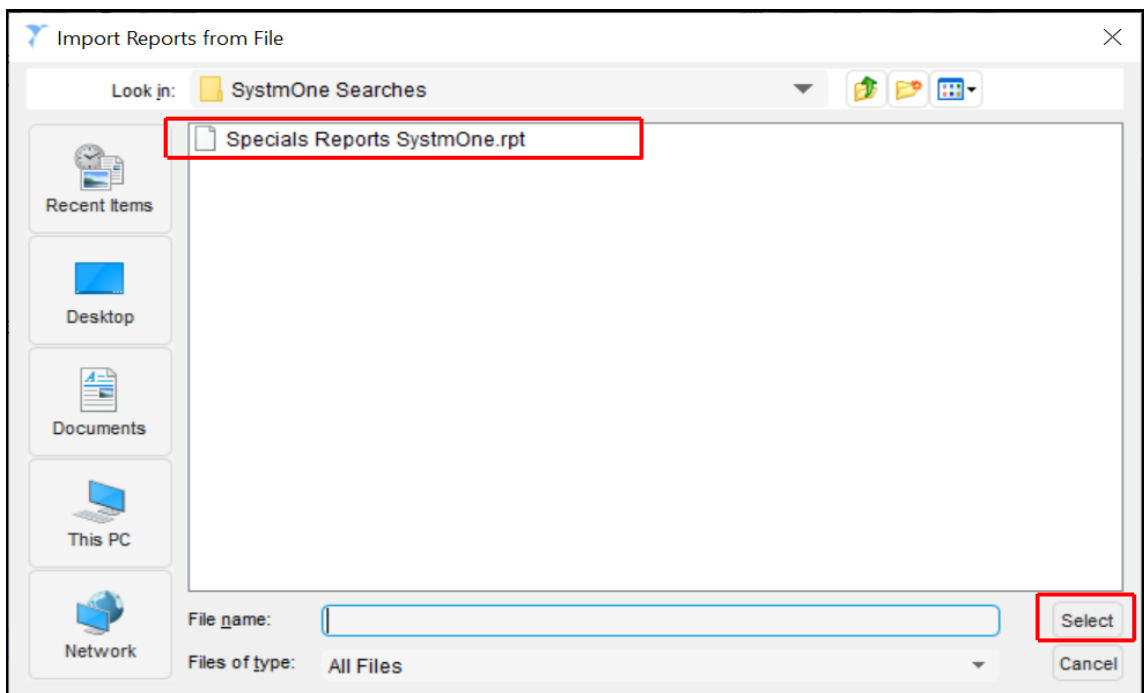 Import Reports from File
Look in: SystmOne Searches
Specials Reports SystmOne.rpt
Recent Items
Desktop
Documents
This PC
Network
File name:
Select
Files of type: All Files
Cancel